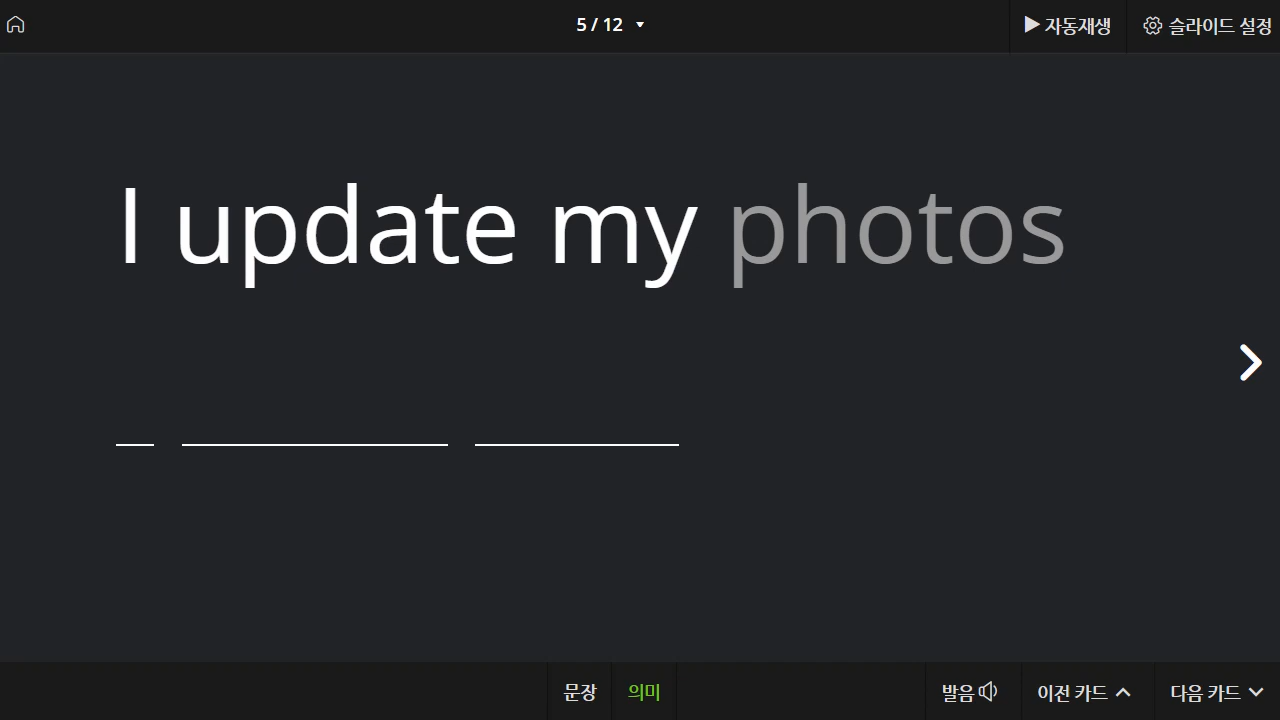 5 / 12
자동재생
슬라이드 설정
I update my photos
문장
의미
발음
이전 카드
다음 카드